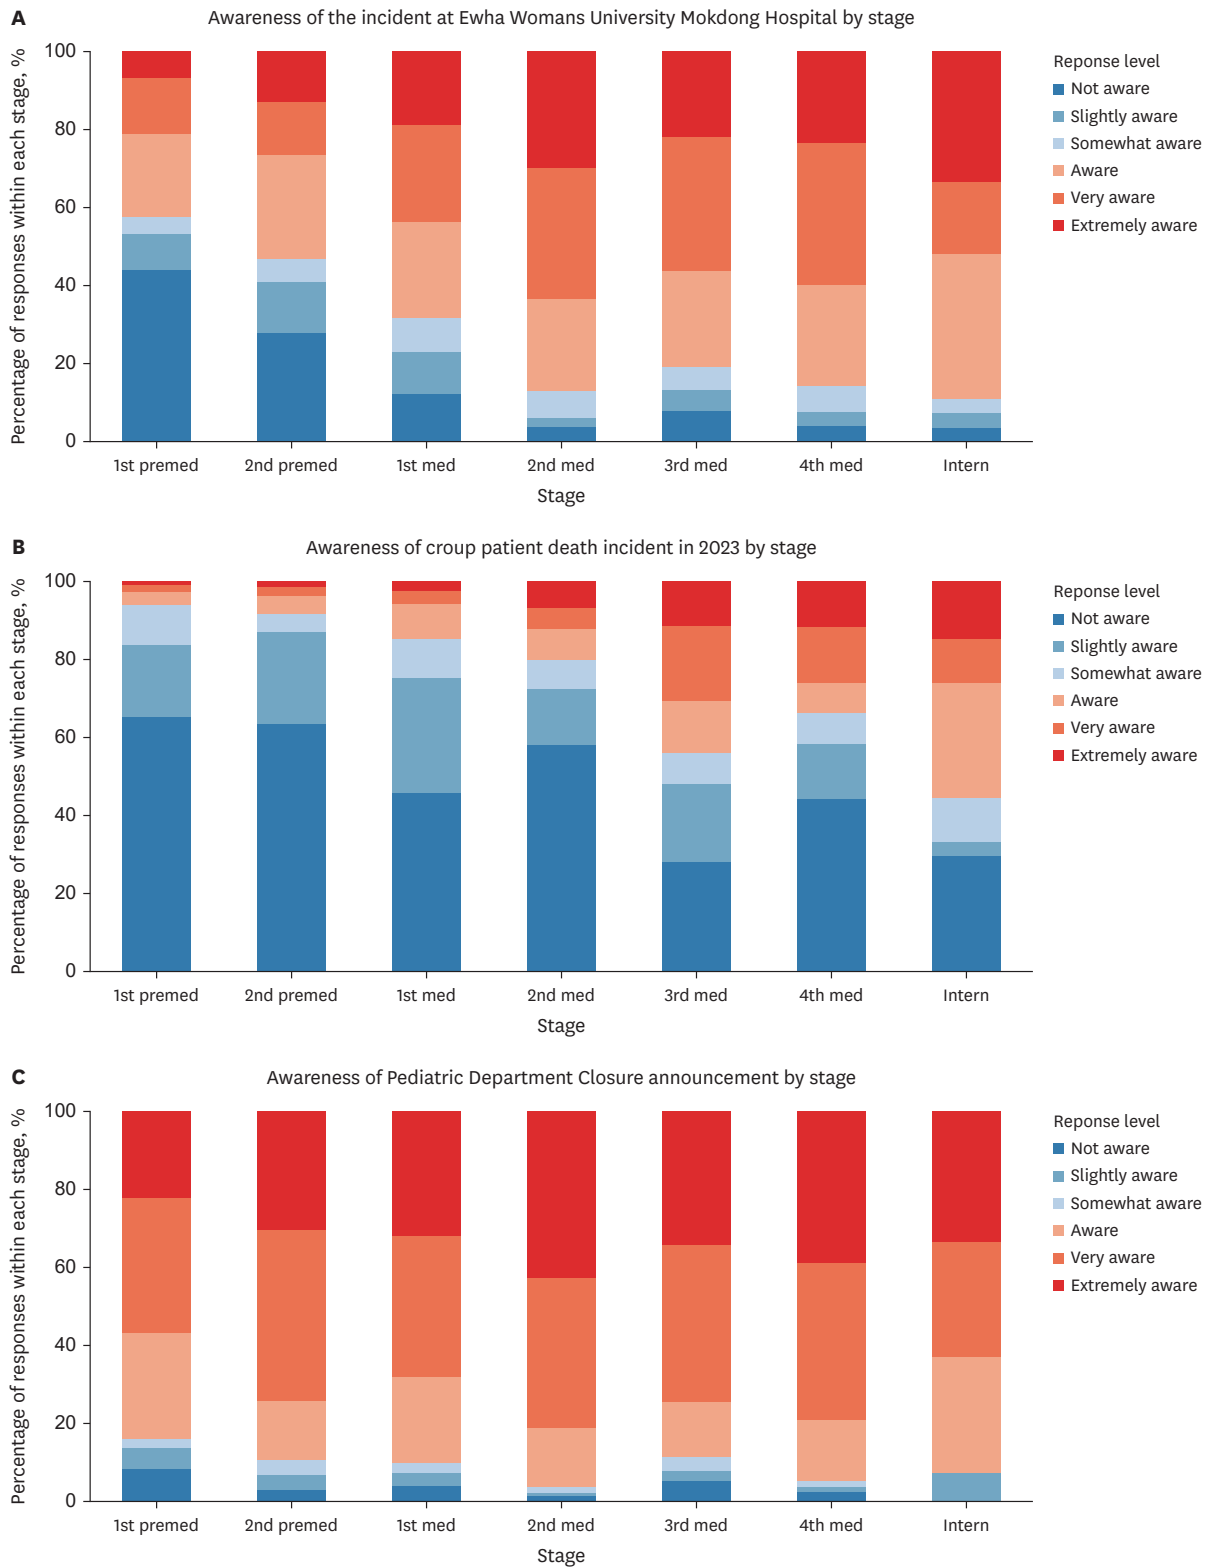 A Awareness of the incident at Ewha Womans University Mokdong Hospital by stage
Percentage of responses within each stage, %
100
80
60
40
20
0
1st premed 2nd premed 1st med 2nd med 3rd med 4th med Intern
Stage
Reponse level
Not aware
Slightly aware
Somewhat aware
Aware
Very aware
Extremely aware
B Awareness of croup patient death incident in 2023 by stage
Percentage of responses within each stage, %
100
80
60
40
20
0
1st premed 2nd premed 1st med 2nd med 3rd med 4th med Intern
Stage
Reponse level
Not aware
Slightly aware
Somewhat aware
Aware
Very aware
Extremely aware
C Awareness of Pediatric Department Closure announcement by stage
Percentage of responses within each stage, %
100
80
60
40
20
0
1st premed 2nd premed 1st med 2nd med 3rd med 4th med Intern
Stage
Reponse level
Not aware
Slightly aware
Somewhat aware
Aware
Very aware
Extremely aware